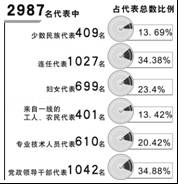 2987名代表中
占代表总数比例
少数民族代表409名
13.69%
连任代表1027名
34.38%
妇女代表699名
23.4%
来自一线的
工人、农民代表401名
13.42%
专业技术人员代表610名
20.42%
党政领导干部代表1042名
34.88%